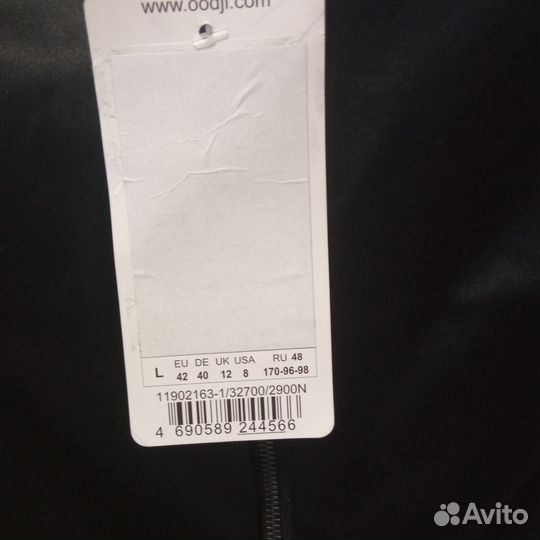 www.oodji.com
L EU DE UK USA RU 48
42 40 12 8 170-96-98
11902163-1/32700/2900N
4 690589 244566
Avito